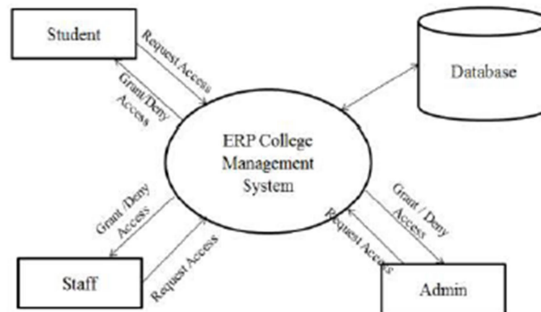 Student
Request Access
Grant/Deny
Access
Database
ERP College
Management
System
Grant /Deny
Access
Request Access
Staff
Grant / Deny
Access
Request Access
Admin